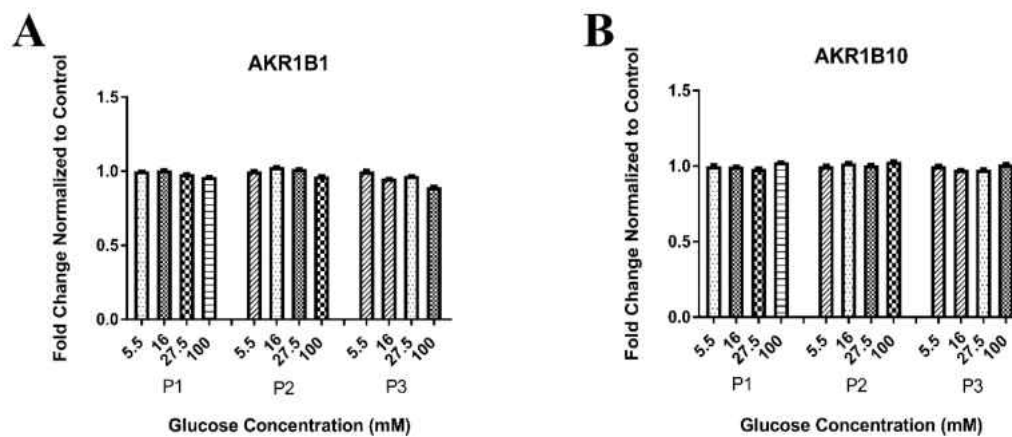 A
AKR1B1
Fold Change Normalized to Control
1.5
1.0
0.5
0.0
5.5 16 27.5 100 5.5 16 27.5 100 5.5 16 27.5 100
P1 P2 P3
Glucose Concentration (mM)
B
AKR1B10
Fold Change Normalized to Control
1.5
1.0
0.5
0.0
5.5 16 27.5 100 5.5 16 27.5 100 5.5 16 27.5 100
P1 P2 P3
Glucose Concentration (mM)